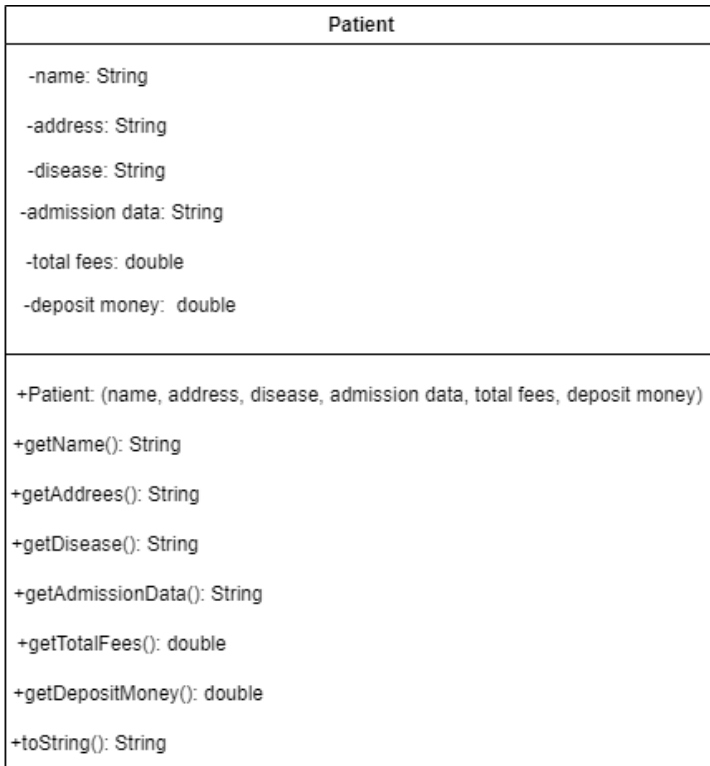 Patient
-name: String
-address: String
-disease: String
-admission data: String
-total fees: double
-deposit money:  double
+Patient: (name, address, disease, admission data, total fees, deposit money)
+getName(): String
+getAddrees(): String
+getDisease(): String
+getAdmissionData(): String
+getTotalFees(): double
+getDepositMoney(): double
+toString(): String